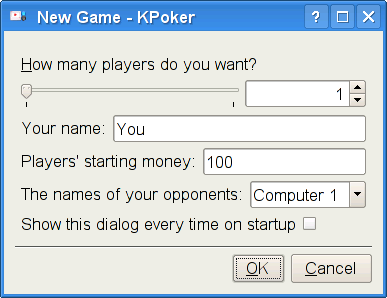 New Game - KPoker
How many players do you want?
1
Your name: You
Players' starting money: 100
The names of your opponents: Computer 1
Show this dialog every time on startup
OK Cancel